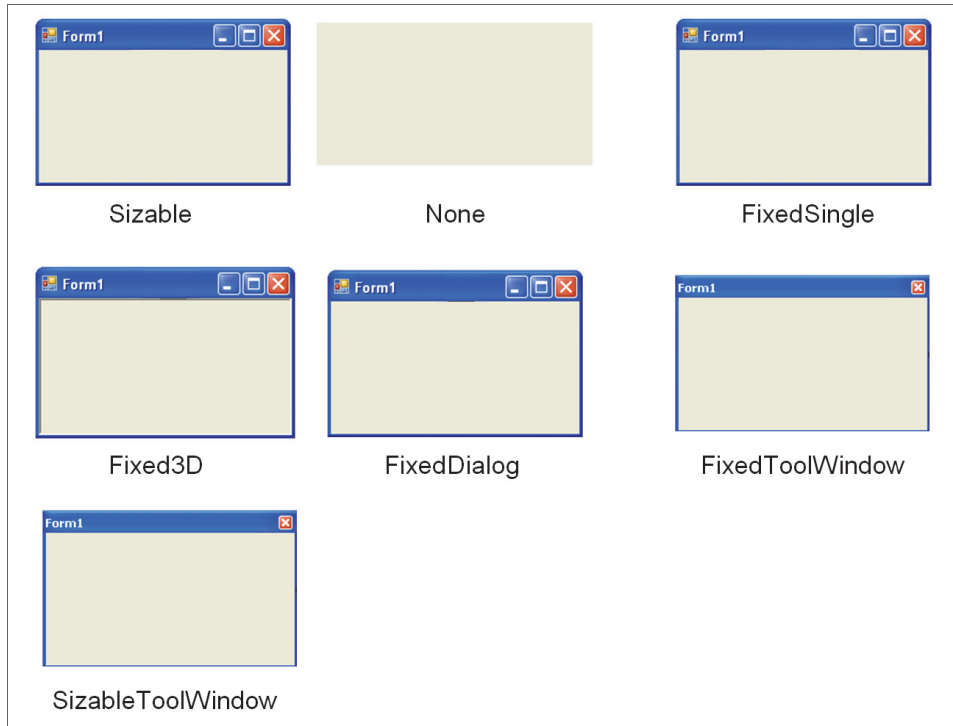 Form1
Form1
Sizable
None
FixedSingle
Form1
Form1
Form1
Fixed3D
FixedDialog
FixedToolWindow
Form1
SizableToolWindow